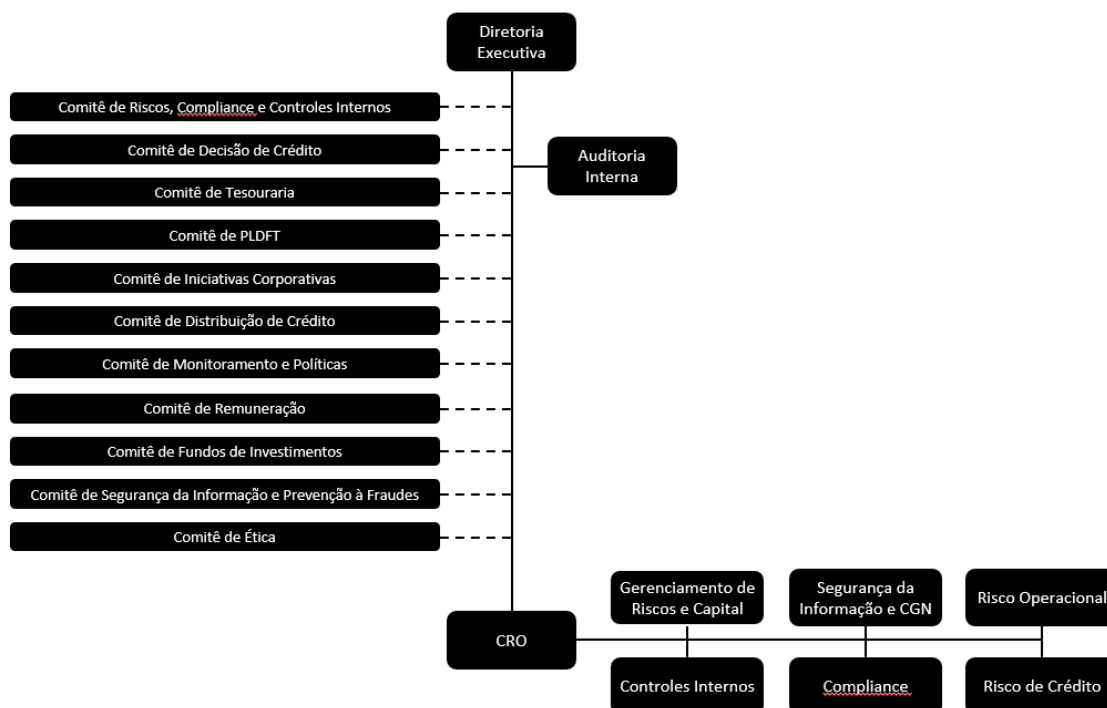 Diretoria
Executiva
Comitê de Riscos, Compliance e Controles Internos
Comitê de Decisão de Crédito
Auditoria
Interna
Comitê de Tesouraria
Comitê de PLDFT
Comitê de Iniciativas Corporativas
Comitê de Distribuição de Crédito
Comitê de Monitoramento e Políticas
Comitê de Remuneração
Comitê de Fundos de Investimentos
Comitê de Segurança da Informação e Prevenção à Fraudes
Comitê de Ética
Gerenciamento de
Riscos e Capital
Segurança da
Informação e CGN
Risco Operacional
CRO
Controles Internos
Compliance
Risco de Crédito